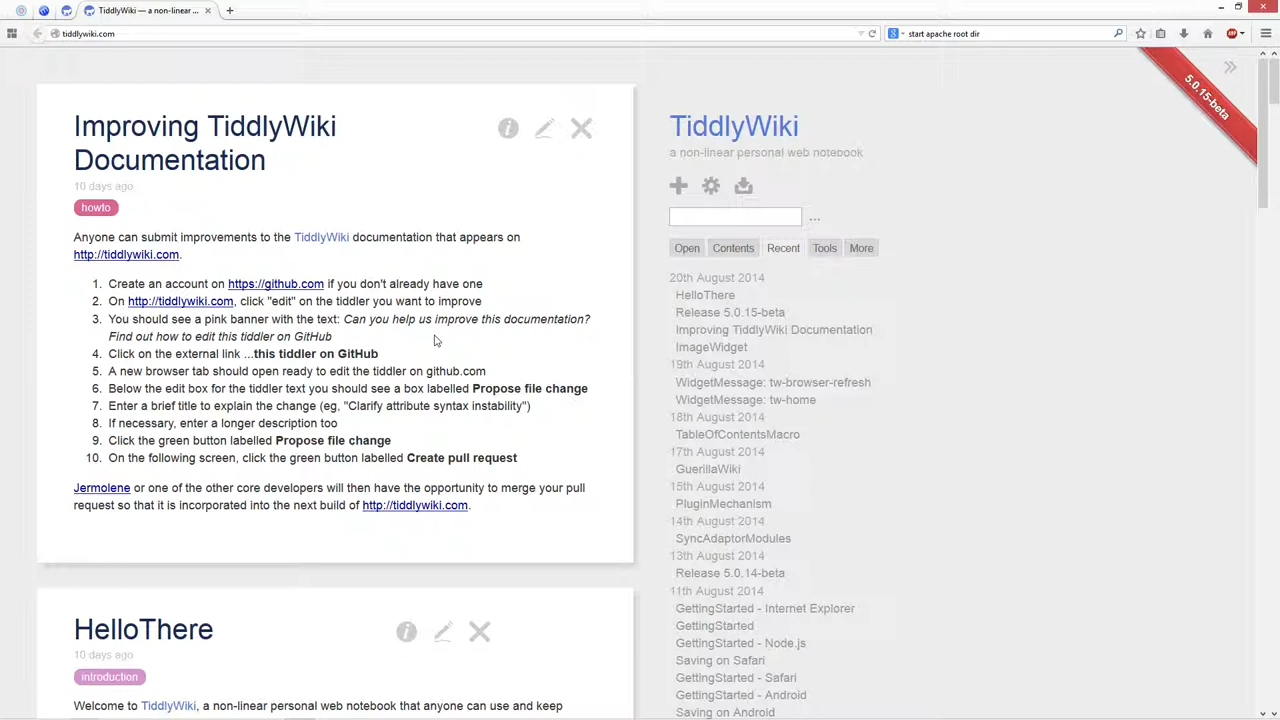 TiddlyWiki — a non-linear ...
tiddlywiki.com
start apache root dir
5.0.15-beta
Improving TiddlyWiki
Documentation
10 days ago
howto
Anyone can submit improvements to the TiddlyWiki documentation that appears on
http://tiddlywiki.com.
1. Create an account on https://github.com if you don't already have one
2. On http://tiddlywiki.com, click "edit" on the tiddler you want to improve
3. You should see a pink banner with the text: Can you help us improve this documentation?
Find out how to edit this tiddler on GitHub
4. Click on the external link ...this tiddler on GitHub
5. A new browser tab should open ready to edit the tiddler on github.com
6. Below the edit box for the tiddler text you should see a box labelled Propose file change
7. Enter a brief title to explain the change (eg, "Clarify attribute syntax instability")
8. If necessary, enter a longer description too
9. Click the green button labelled Propose file change
10. On the following screen, click the green button labelled Create pull request
Jermolene or one of the other core developers will then have the opportunity to merge your pull
request so that it is incorporated into the next build of http://tiddlywiki.com.
HelloThere
10 days ago
introduction
Welcome to TiddlyWiki, a non-linear personal web notebook that anyone can use and keep
TiddlyWiki
a non-linear personal web notebook
...
Open Contents Recent Tools More
20th August 2014
HelloThere
Release 5.0.15-beta
Improving TiddlyWiki Documentation
ImageWidget
19th August 2014
WidgetMessage: tw-browser-refresh
WidgetMessage: tw-home
18th August 2014
TableOfContentsMacro
17th August 2014
GuerillaWiki
15th August 2014
PluginMechanism
14th August 2014
SyncAdaptorModules
13th August 2014
Release 5.0.14-beta
11th August 2014
GettingStarted - Internet Explorer
GettingStarted
GettingStarted - Node.js
Saving on Safari
GettingStarted - Safari
GettingStarted - Android
Saving on Android